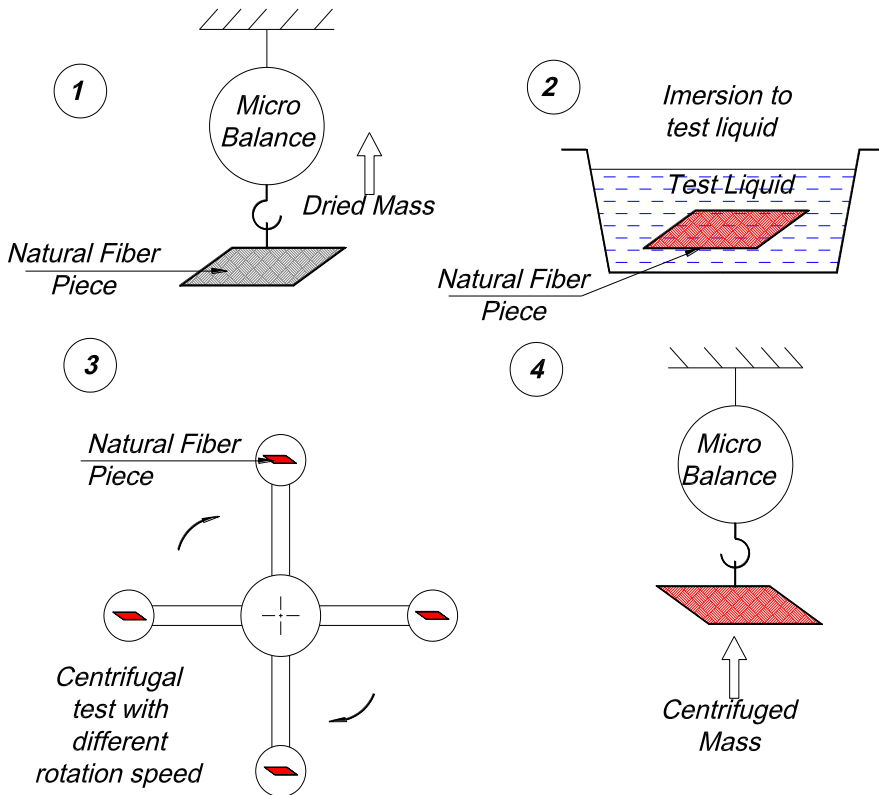 1
Micro
Balance
Dried Mass
Natural Fiber
Piece
2
Imersion to
test liquid
Test Liquid
Natural Fiber
Piece
3
Natural Fiber
Piece
Centrifugal
test with
different
rotation speed
4
Micro
Balance
Centrifuged
Mass